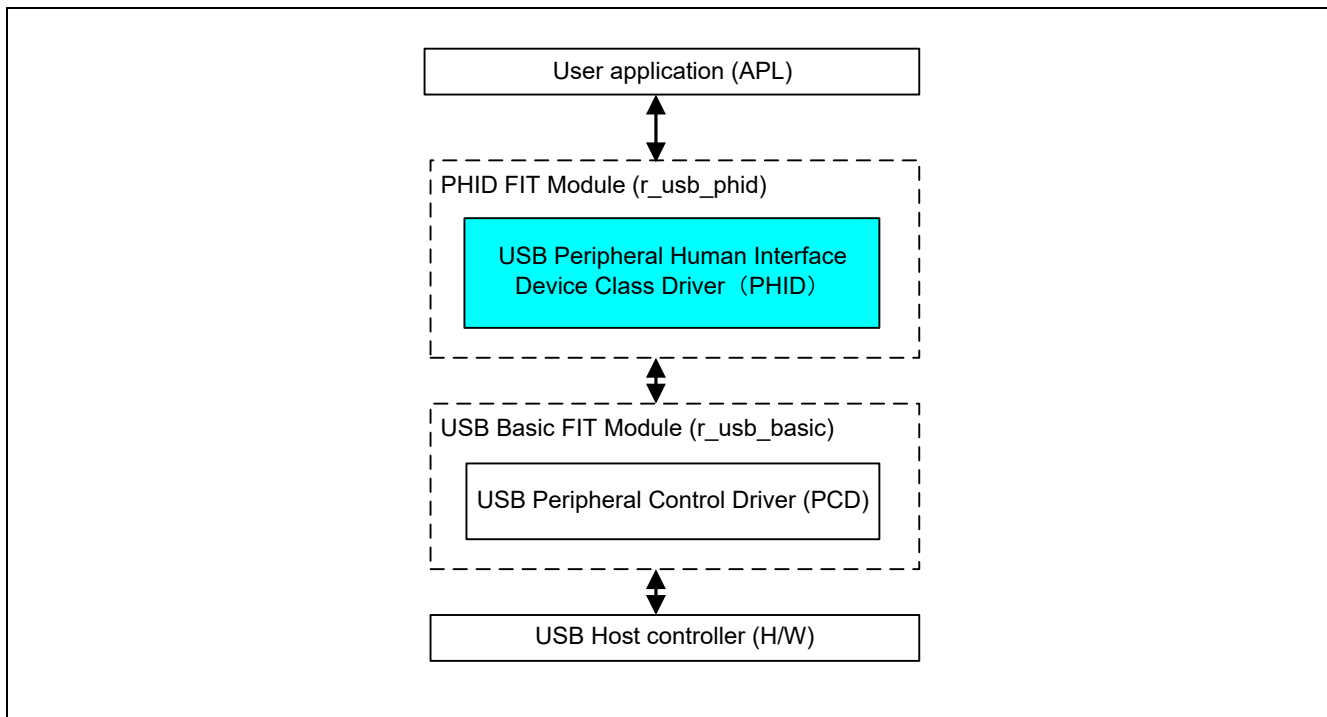 User application (APL)
PHID FIT Module (r_usb_phid)
USB Peripheral Human Interface
Device Class Driver（PHID）
USB Basic FIT Module (r_usb_basic)
USB Peripheral Control Driver (PCD)
USB Host controller (H/W)